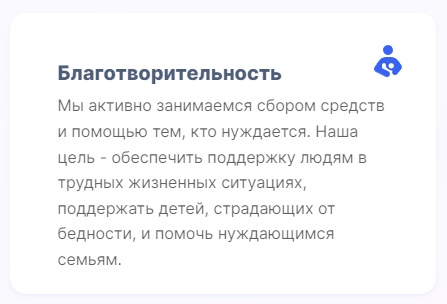 Благотворительность
Мы активно занимаемся сбором средств
и помощью тем, кто нуждается. Наша
цель - обеспечить поддержку людям в
трудных жизненных ситуациях,
поддержать детей, страдающих от
бедности, и помочь нуждающимся
семьям.